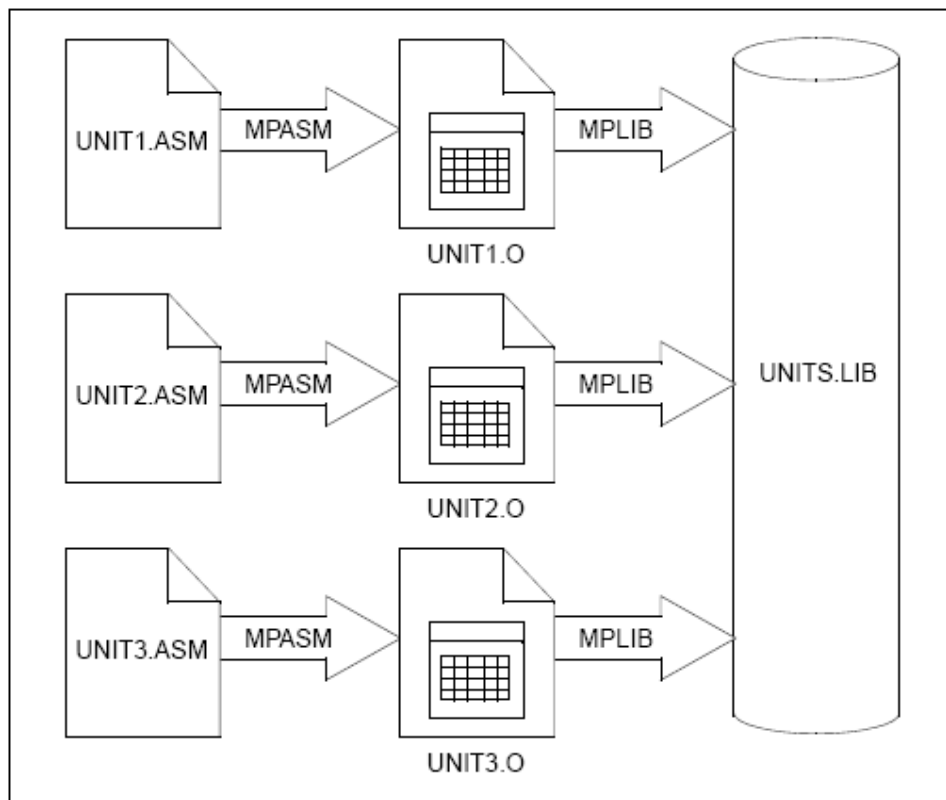 UNIT1.ASM
MPASM
UNIT1.O
MPLIB
UNIT2.ASM
MPASM
UNIT2.O
MPLIB
UNITS.LIB
UNIT3.ASM
MPASM
UNIT3.O
MPLIB